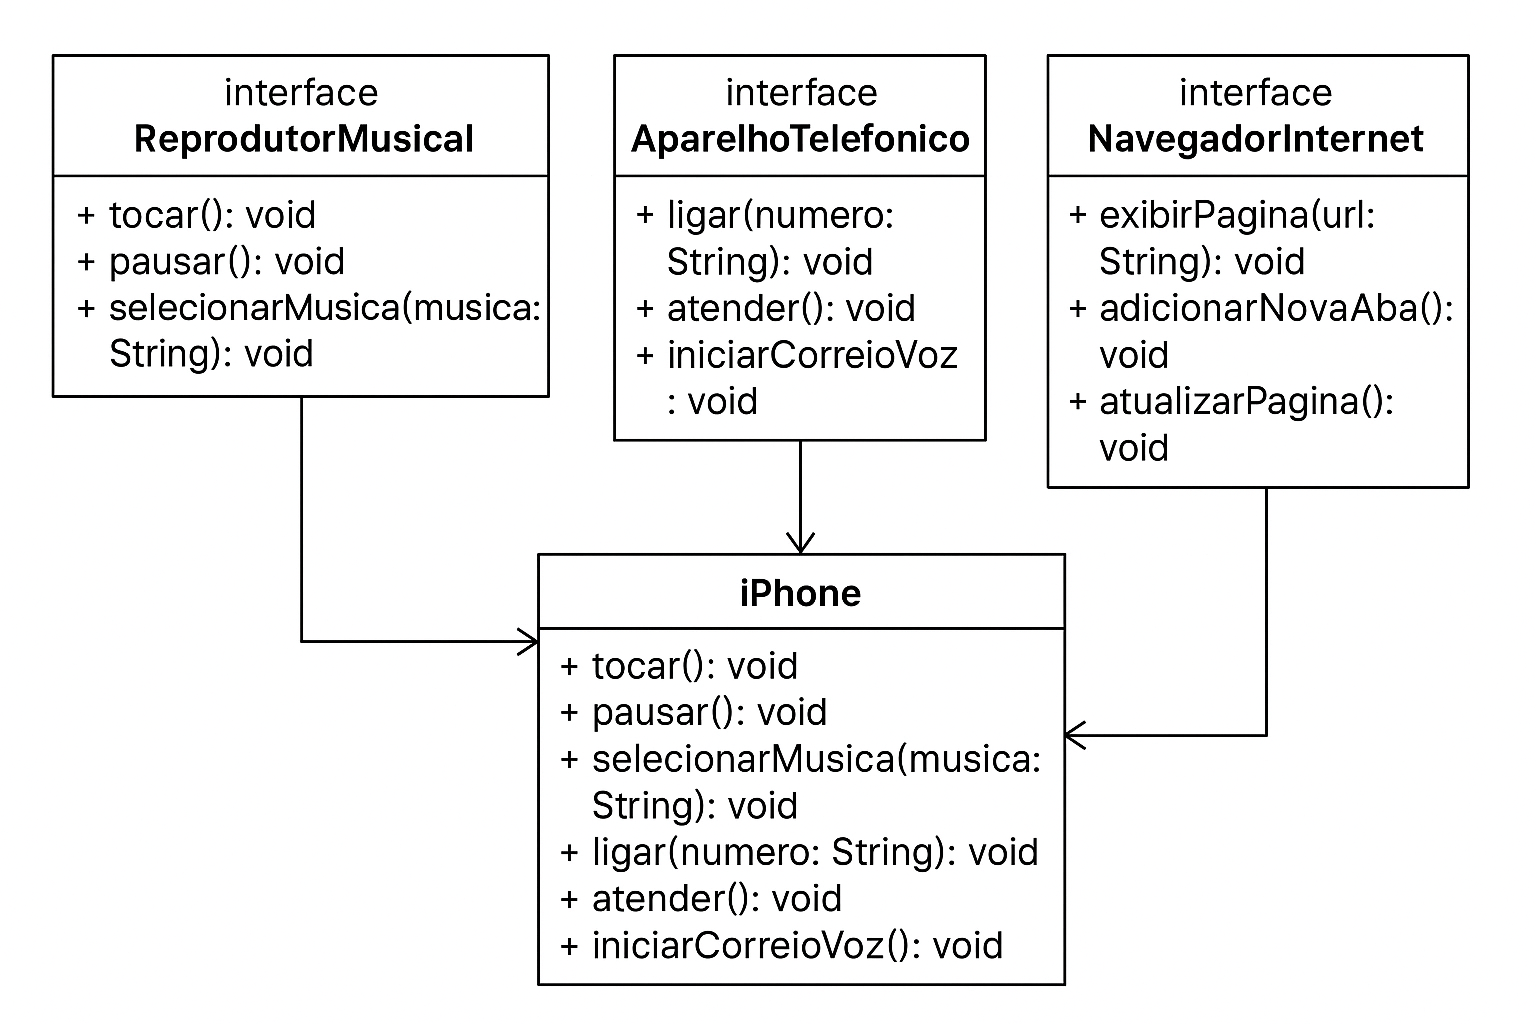 interface
ReprodutorMusical
+ tocar(): void
+ pausar(): void
+ selecionarMusica(musica:
String): void
interface
AparelhoTelefonico
+ ligar(numero:
String): void
+ atender(): void
+ iniciarCorreioVoz
: void
interface
NavegadorInternet
+ exibirPagina(url:
String): void
+ adicionarNovaAba():
void
+ atualizarPagina():
void
iPhone
+ tocar(): void
+ pausar(): void
+ selecionarMusica(musica:
String): void
+ ligar(numero: String): void
+ atender(): void
+ iniciarCorreioVoz(): void